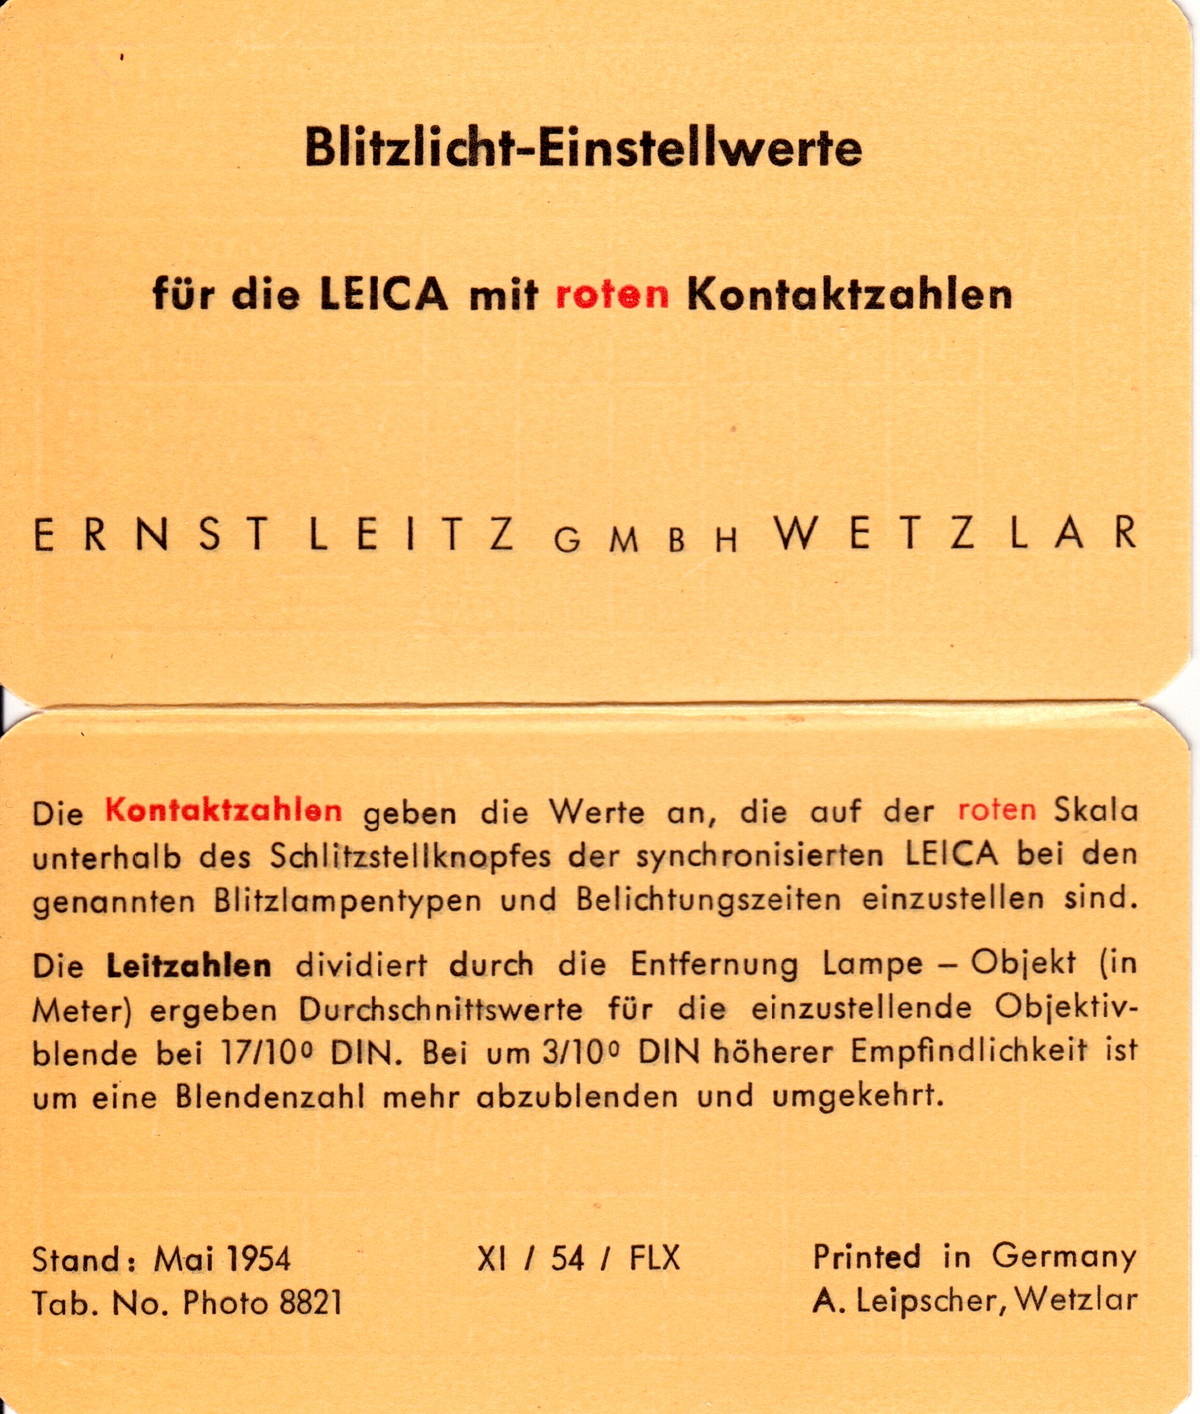 Blitzlicht-Einstellwerte
für die LEICA mit roten Kontaktzahlen
ERNST LEITZ GMBH WETZLAR
Die Kontaktzahlen geben die Werte an, die auf der roten Skala
unterhalb des Schlitzstellknopfes der synchronisierten LEICA bei den
genannten Blitzlampentypen und Belichtungszeiten einzustellen sind.
Die Leitzahlen dividiert durch die Entfernung Lampe – Objekt (in
Meter) ergeben Durchschnittswerte für die einzustellende Objektiv-
blende bei 17/10º DIN. Bei um 3/10º DIN höherer Empfindlichkeit ist
um eine Blendenzahl mehr abzublenden und umgekehrt.
Stand: Mai 1954 XI / 54 / FLX Printed in Germany
Tab. No. Photo 8821 A. Leipscher, Wetzlar